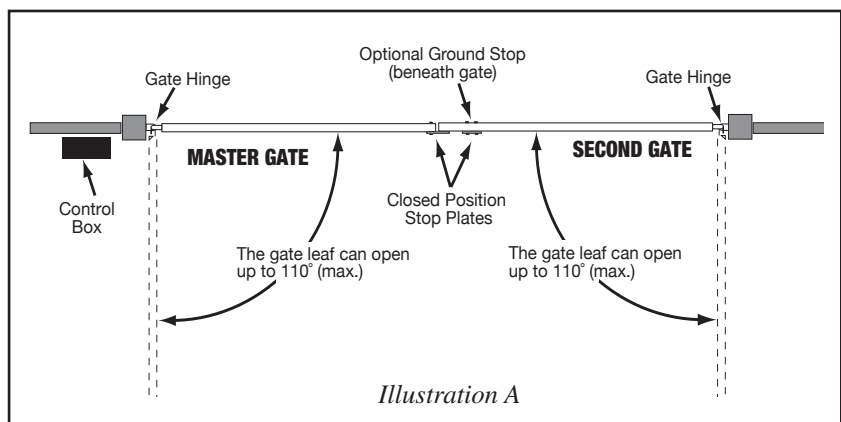 Optional Ground Stop
(beneath gate)
Gate Hinge
Gate Hinge
MASTER GATE
SECOND GATE
Control
Box
Closed Position
Stop Plates
The gate leaf can open
up to 110° (max.)
The gate leaf can open
up to 110° (max.)
Illustration A